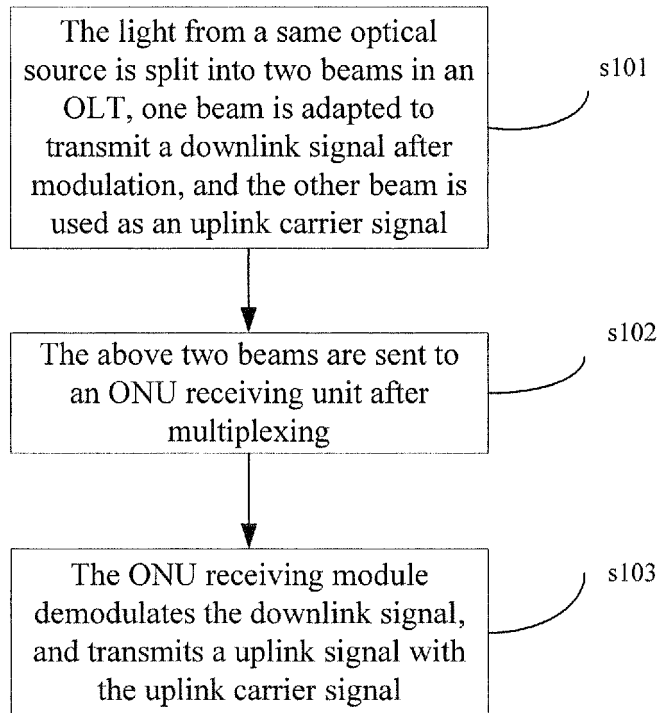 The light from a same optical
source is split into two beams in an
OLT, one beam is adapted to
transmit a downlink signal after
modulation, and the other beam is
used as an uplink carrier signal
s101
The above two beams are sent to
an ONU receiving unit after
multiplexing
s102
The ONU receiving module
demodulates the downlink signal,
and transmits a uplink signal with
the uplink carrier signal
s103